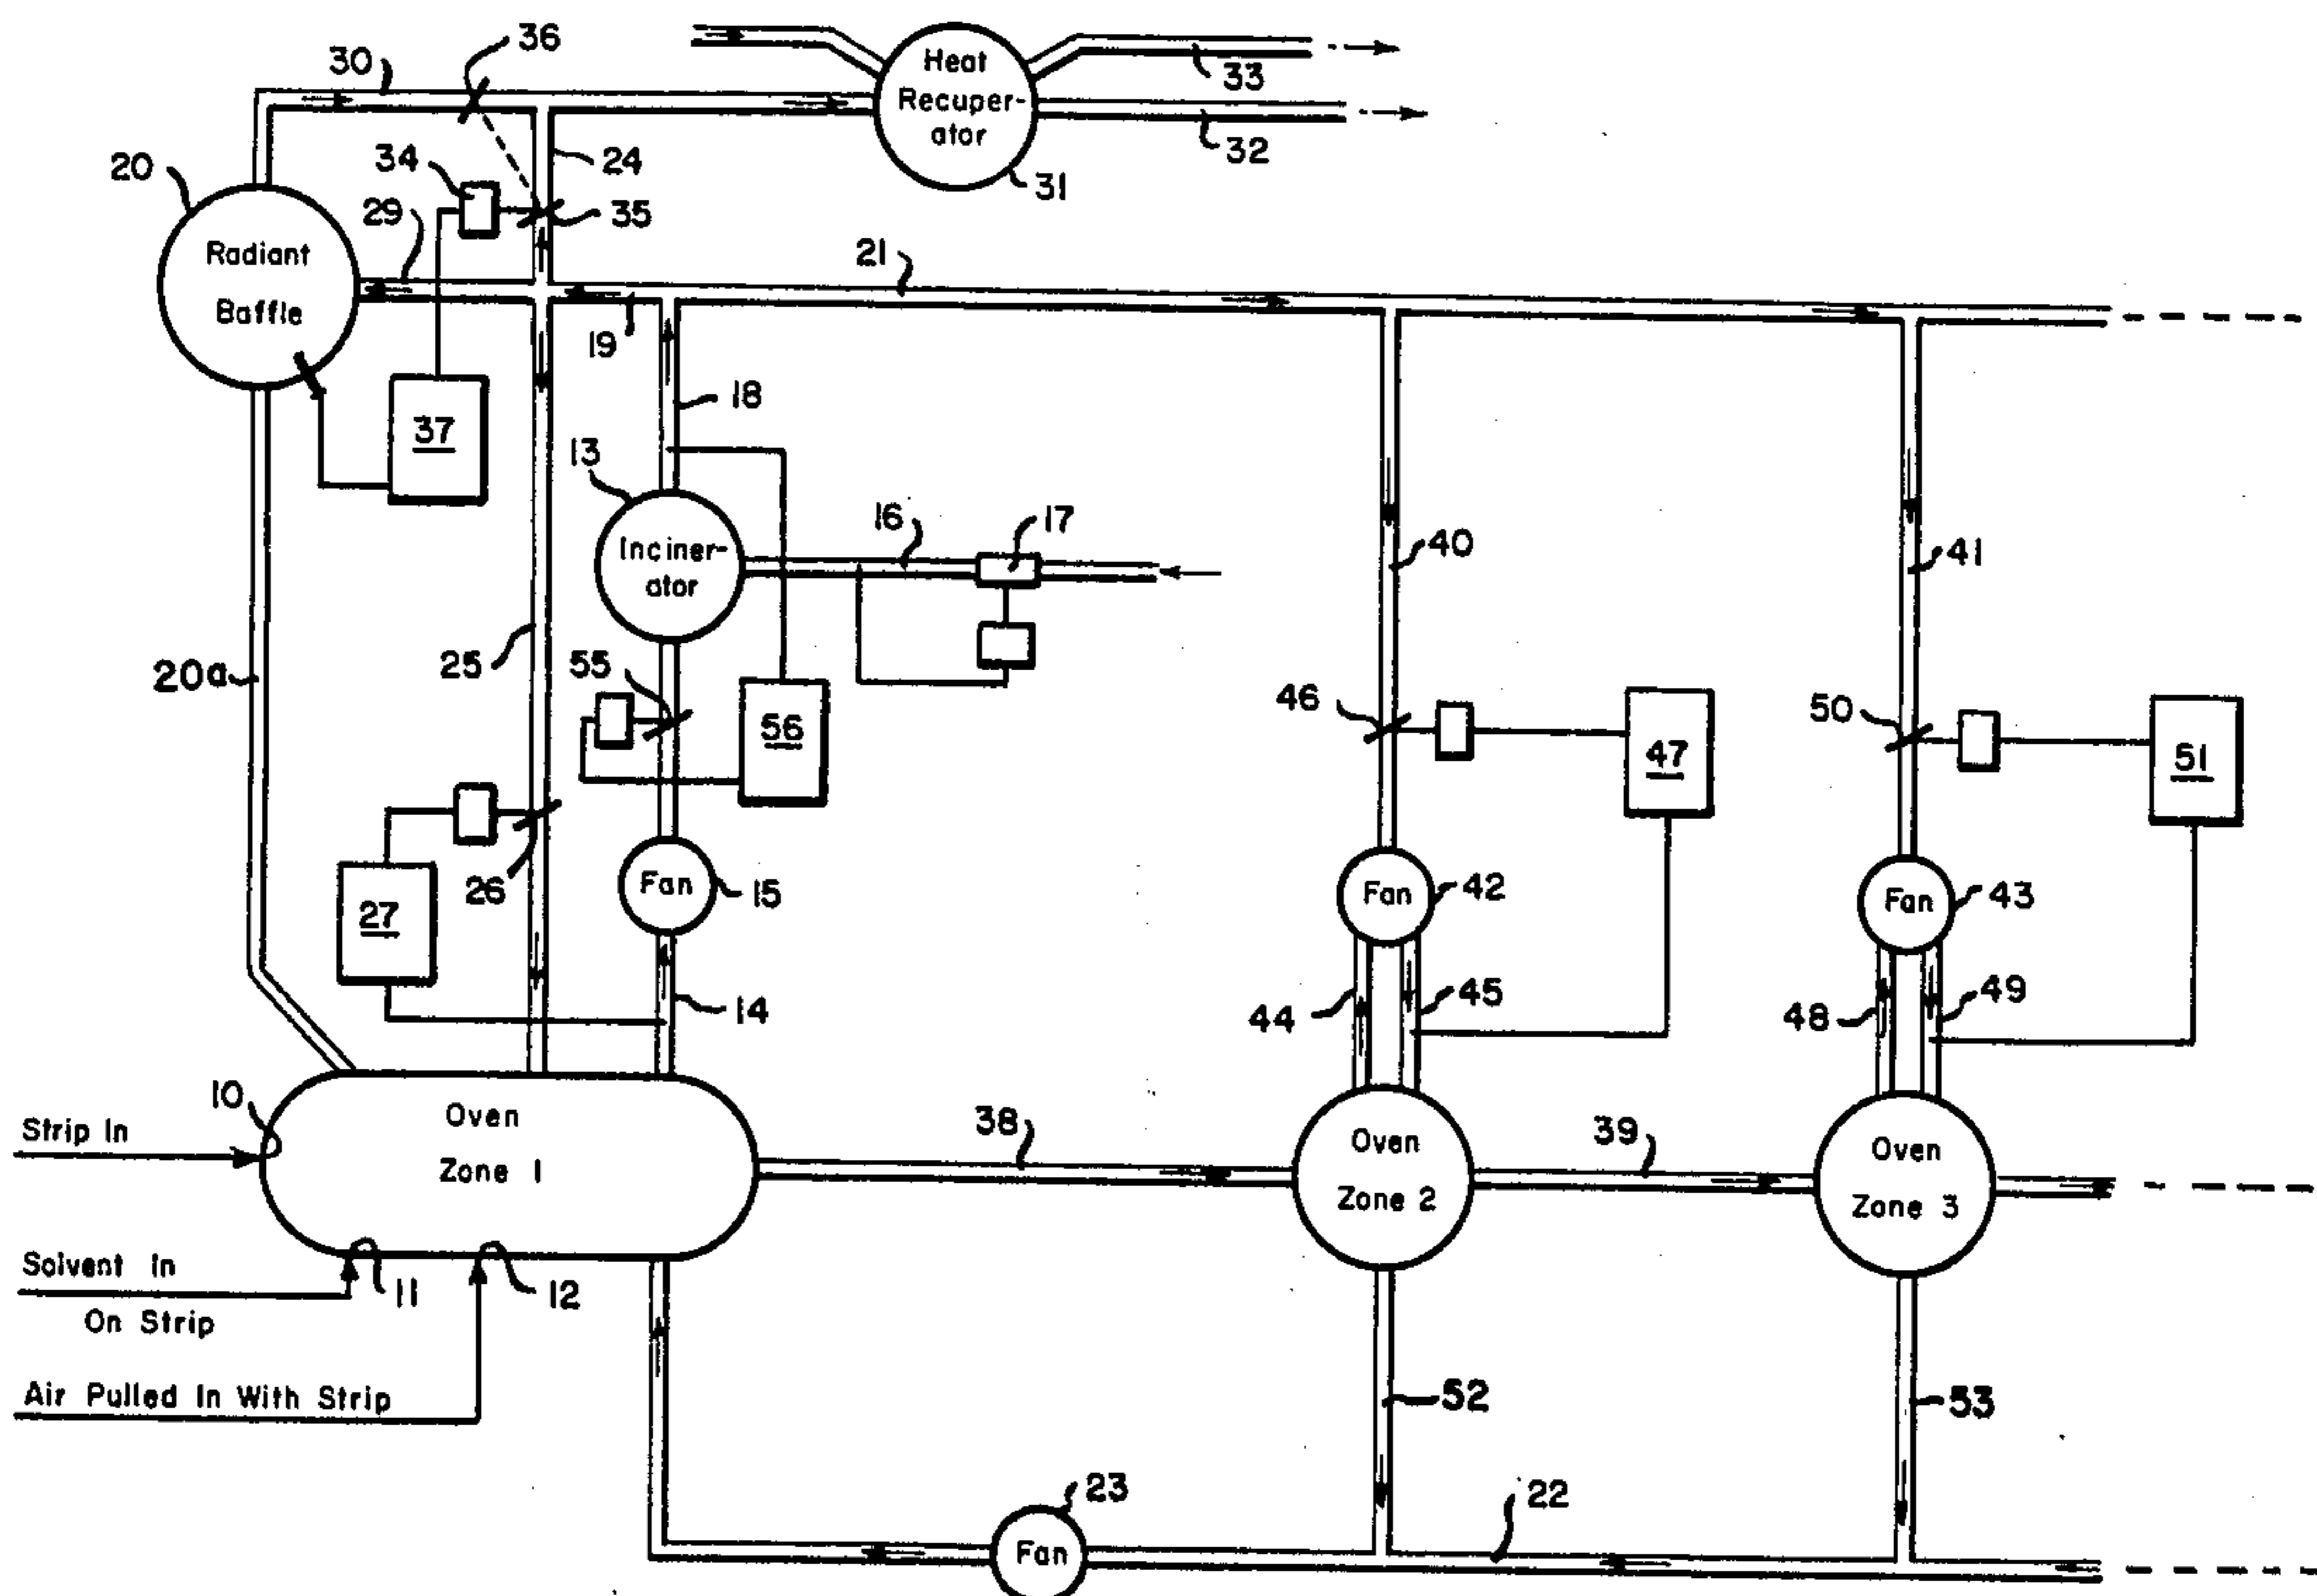 36
30
Heat
Recuper-
ator
33
32
31
34
24
20
29
35
Radiant
Baffle
21
19
18
37
13
Inciner-
ator
16
17
40
41
20a
25
55
56
46
47
50
51
26
27
Fan
15
Fan
42
Fan
43
14
44
45
48
49
10
Strip In
Oven
Zone 1
38
Oven
Zone 2
39
Oven
Zone 3
Solvent in
On Strip
11
12
Air Pulled In With Strip
52
53
23
Fan
22